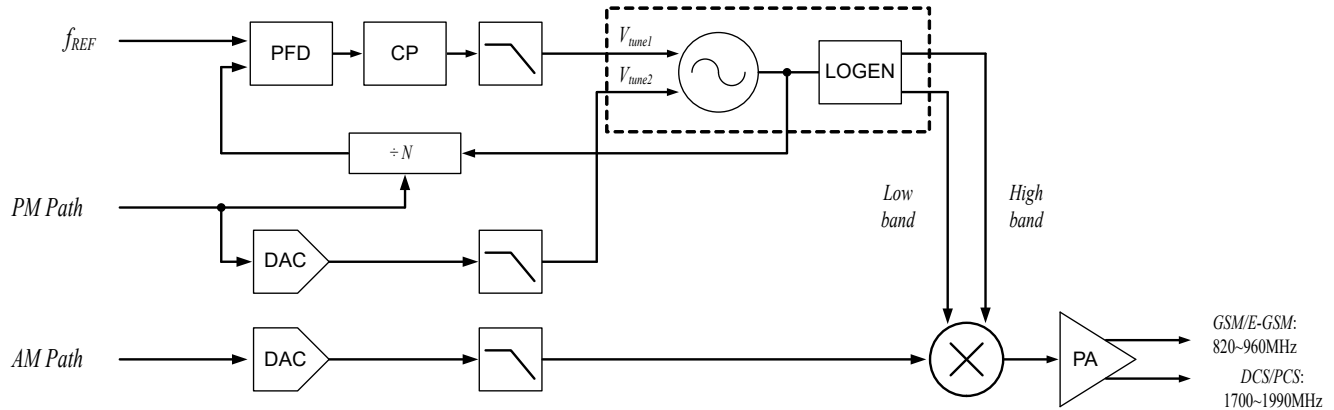 f_REF
PFD
CP
V_tune1
V_tune2
LOGEN
÷ N
PM Path
DAC
Low
band
High
band
AM Path
DAC
PA
GSM/E-GSM:
820~960MHz
DCS/PCS:
1700~1990MHz